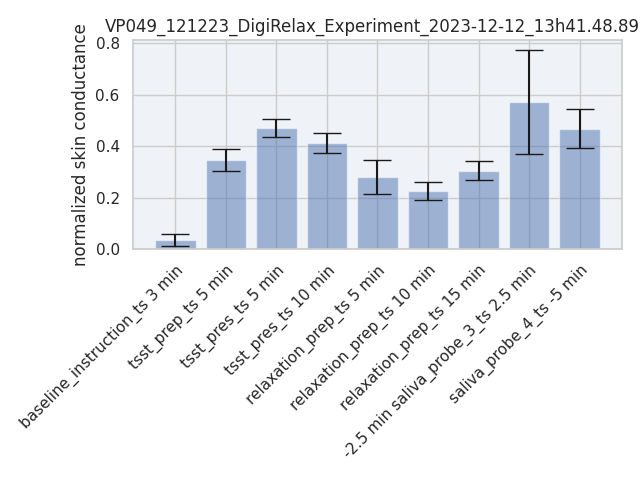 VP049_121223_DigiRelax_Experiment_2023-12-12_13h41.48.89
normalized skin conductance
0.8
0.6
0.4
0.2
0.0
baseline_instruction_ts 3 min
tsst_prep_ts 5 min
tsst_pres_ts 5 min
tsst_pres_ts 10 min
relaxation_prep_ts 5 min
relaxation_prep_ts 10 min
relaxation_prep_ts 15 min
-2.5 min saliva_probe_3_ts 2.5 min
saliva_probe_4_ts -5 min